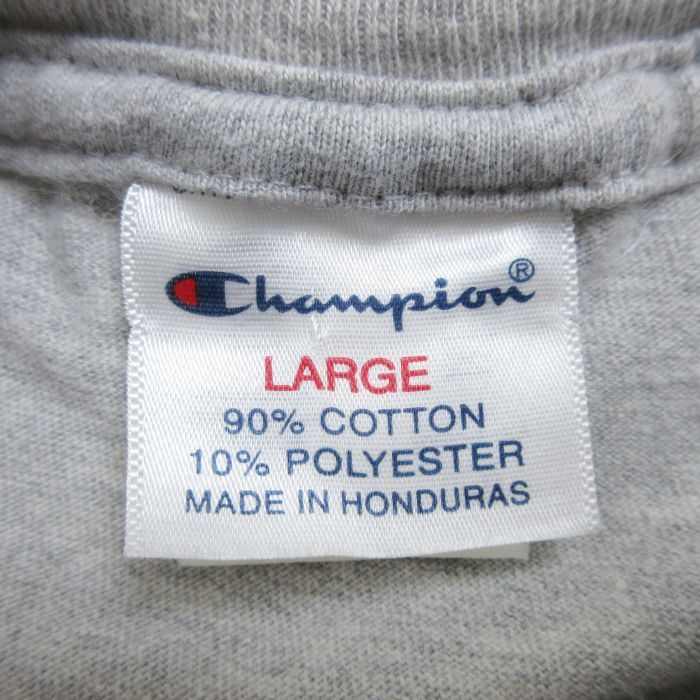 Champion®
LARGE
90% COTTON
10% POLYESTER
MADE IN HONDURAS